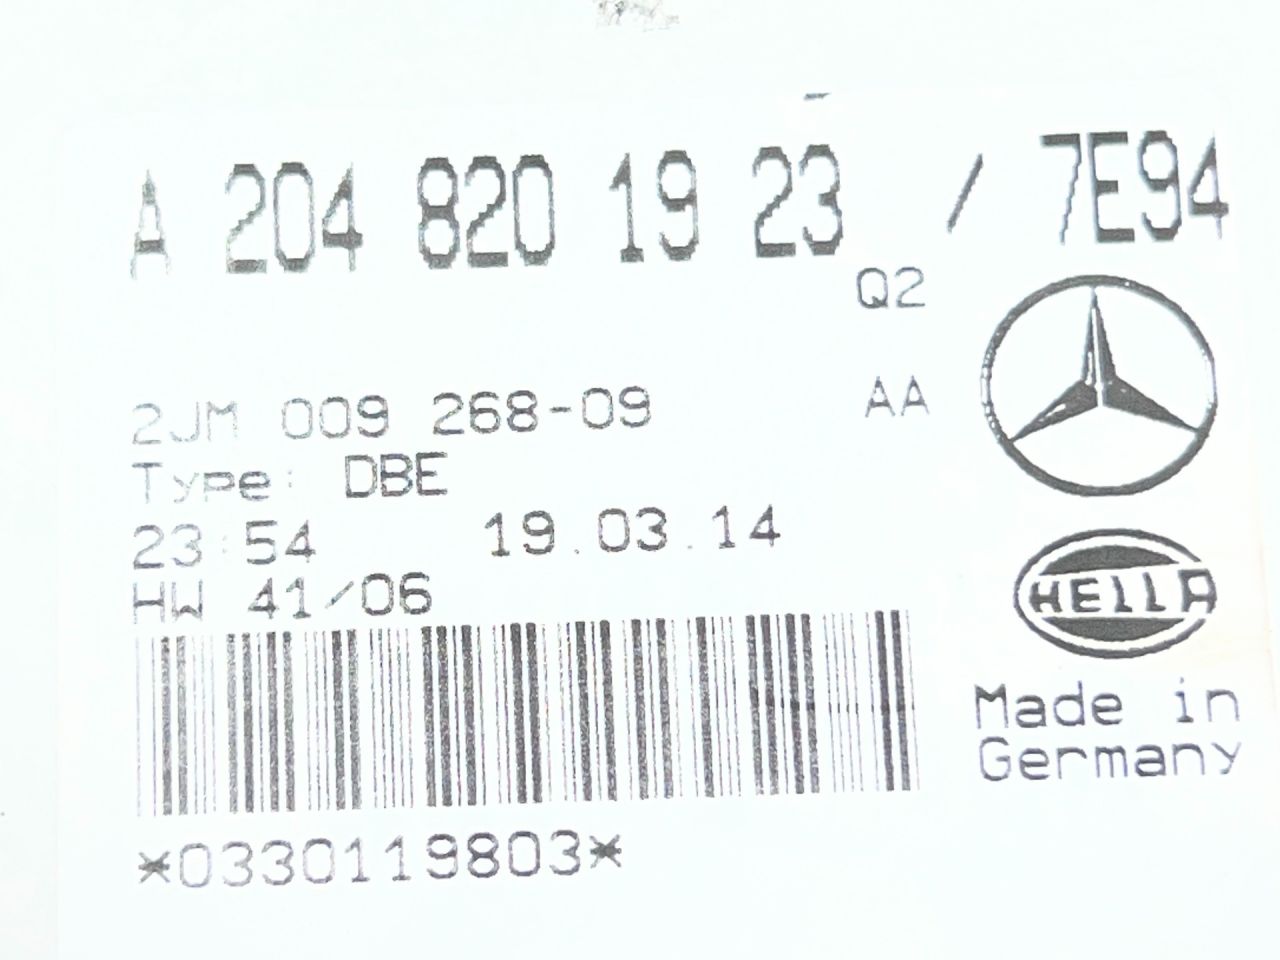 A 204 820 19 23 / 7E94
Q2
2JM 009 268-09 AA
Type: DBE
23:54 19.03.14
HW 41/06
HELLA
Made in
Germany
*0330119803*